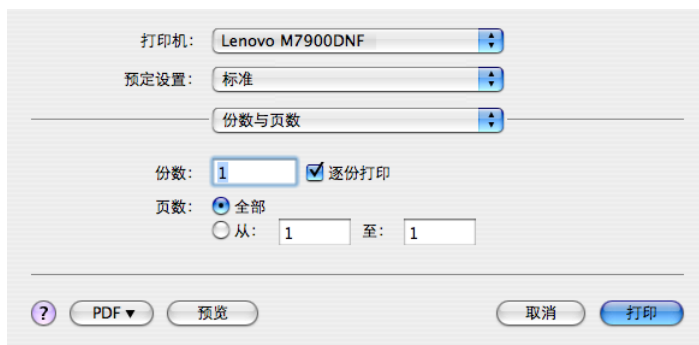 打印机： Lenovo M7900DNF
预定设置： 标准
份数与页数
份数： 1 逐份打印
页数： 全部
从： 1 至： 1
? PDF▼ 预览 取消 打印